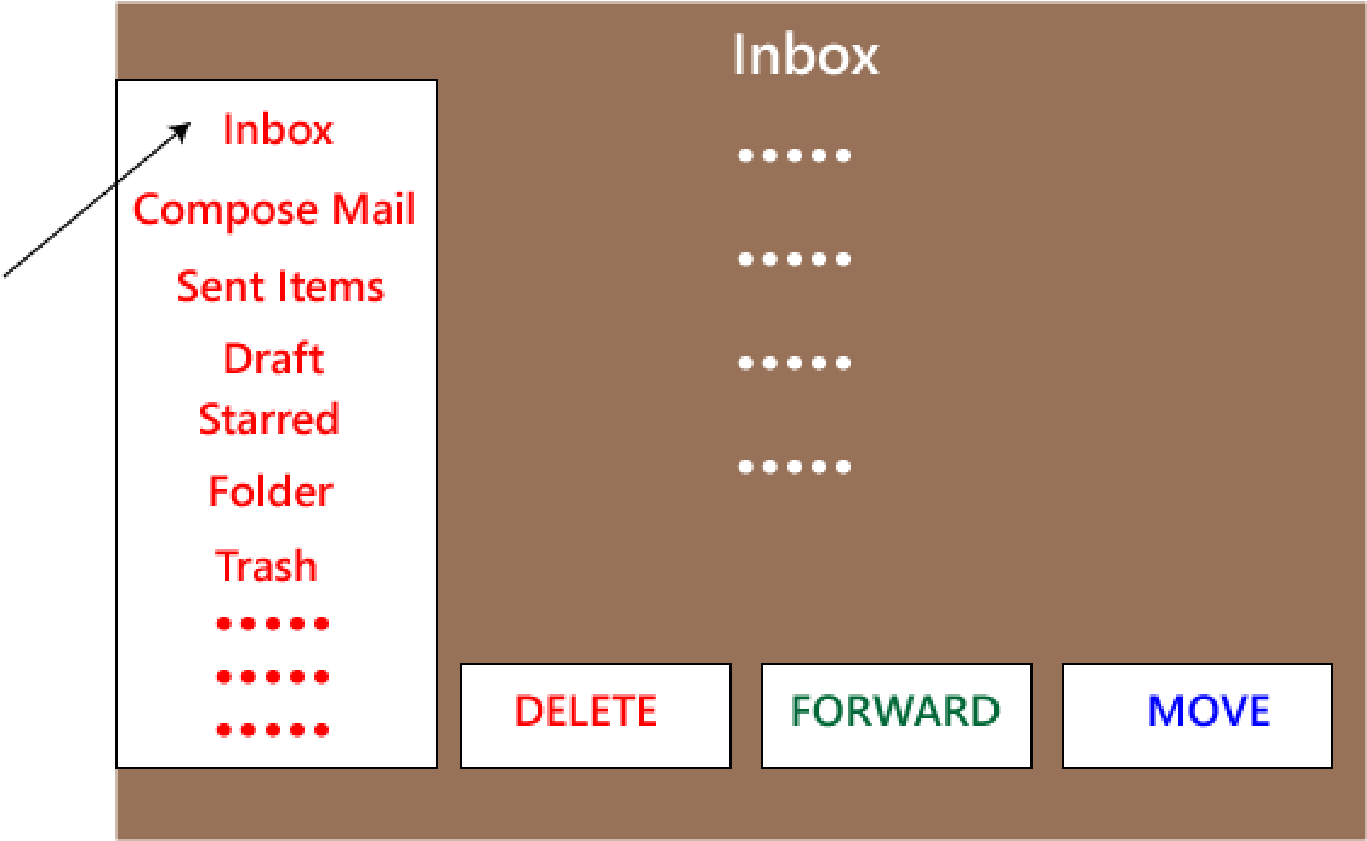 Inbox
Inbox
Compose Mail
Sent Items
Draft
Starred
Folder
Trash
•••••
•••••
•••••
•••••
•••••
•••••
•••••
DELETE
FORWARD
MOVE